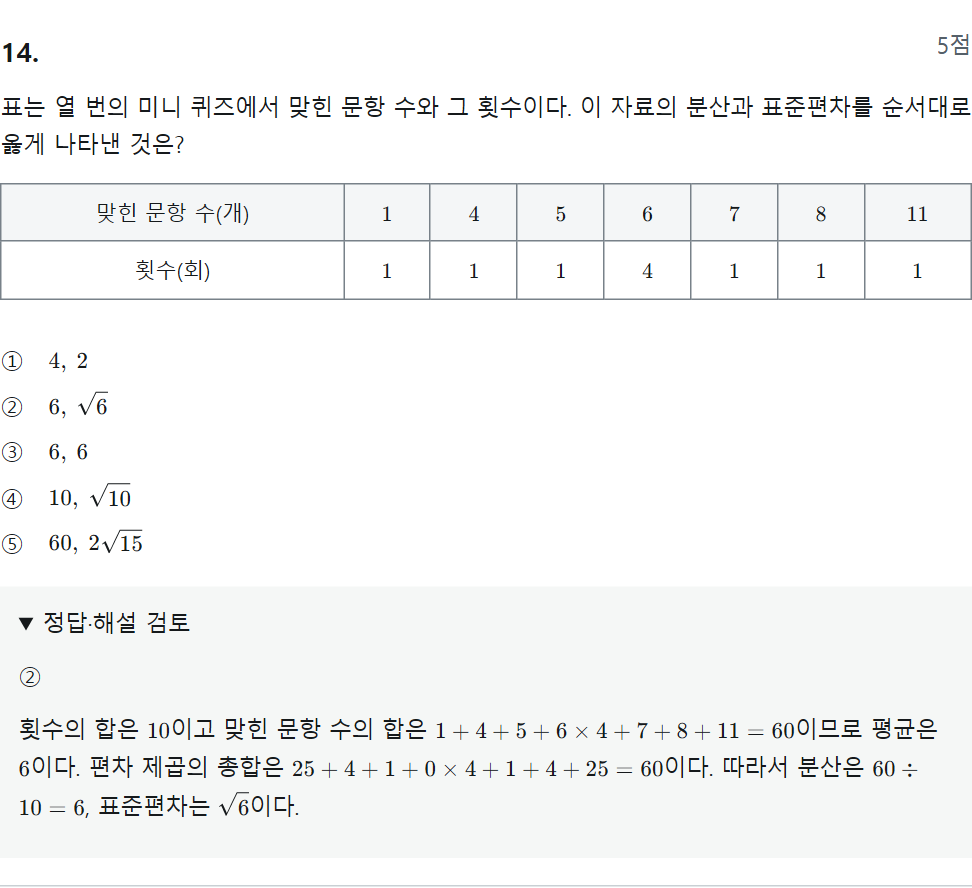 14.
5점
표는 열 번의 미니 퀴즈에서 맞힌 문항 수와 그 횟수이다. 이 자료의 분산과 표준편차를 순서대로
옳게 나타낸 것은?
맞힌 문항 수(개) 1 4 5 6 7 8 11
횟수(회) 1 1 1 4 1 1 1
① 4, 2
② 6, √6
③ 6, 6
④ 10, √10
⑤ 60, 2√15
▼ 정답·해설 검토
②
횟수의 합은 10이고 맞힌 문항 수의 합은 1 + 4 + 5 + 6 × 4 + 7 + 8 + 11 = 60이므로 평균은
6이다. 편차 제곱의 총합은 25 + 4 + 1 + 0 × 4 + 1 + 4 + 25 = 60이다. 따라서 분산은 60 ÷
10 = 6, 표준편차는 √6이다.